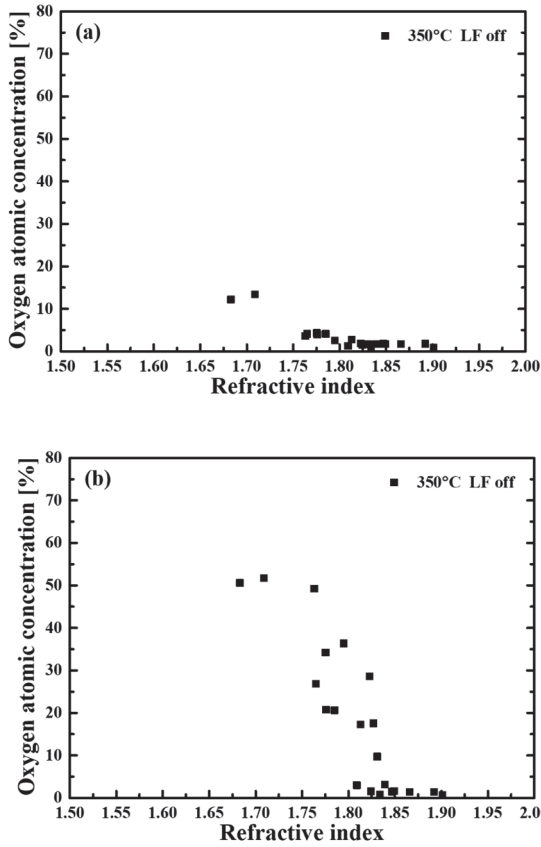 (a)
350°C LF off
Oxygen atomic concentration [%]
80
70
60
50
40
30
20
10
0
1.50 1.55 1.60 1.65 1.70 1.75 1.80 1.85 1.90 1.95 2.00
Refractive index
(b)
350°C LF off
Oxygen atomic concentration [%]
80
70
60
50
40
30
20
10
0
1.50 1.55 1.60 1.65 1.70 1.75 1.80 1.85 1.90 1.95 2.0
Refractive index